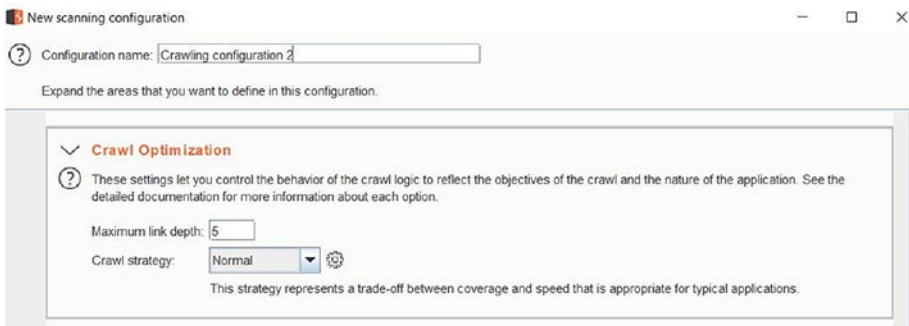 New scanning configuration
Configuration name: Crawling configuration 2
Expand the areas that you want to define in this configuration.
Crawl Optimization
These settings let you control the behavior of the crawl logic to reflect the objectives of the crawl and the nature of the application. See the
detailed documentation for more information about each option.
Maximum link depth: 5
Crawl strategy: Normal
This strategy represents a trade-off between coverage and speed that is appropriate for typical applications.